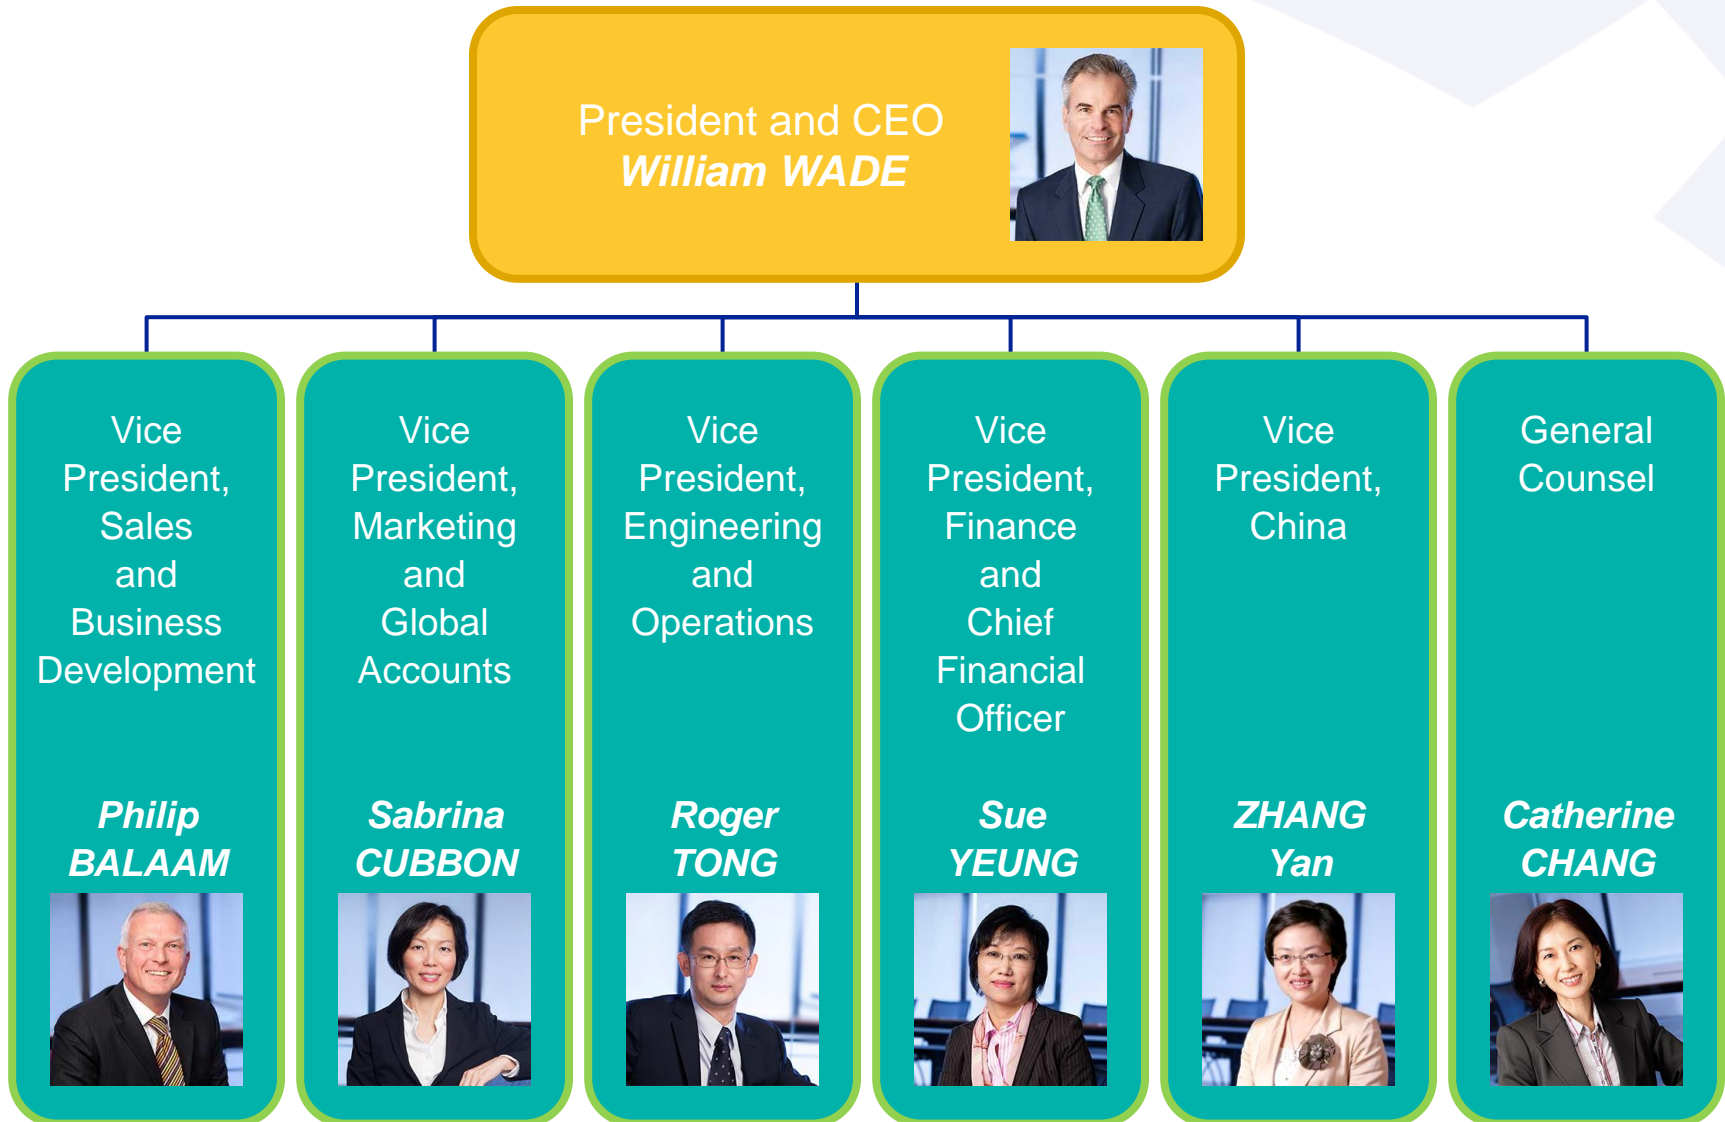 President and CEO
William WADE
Vice
President,
Sales
and
Business
Development
Philip
BALAAM
Vice
President,
Marketing
and
Global
Accounts
Sabrina
CUBBON
Vice
President,
Engineering
and
Operations
Roger
TONG
Vice
President,
Finance
and
Chief
Financial
Officer
Sue
YEUNG
Vice
President,
China
ZHANG
Yan
General
Counsel
Catherine
CHANG